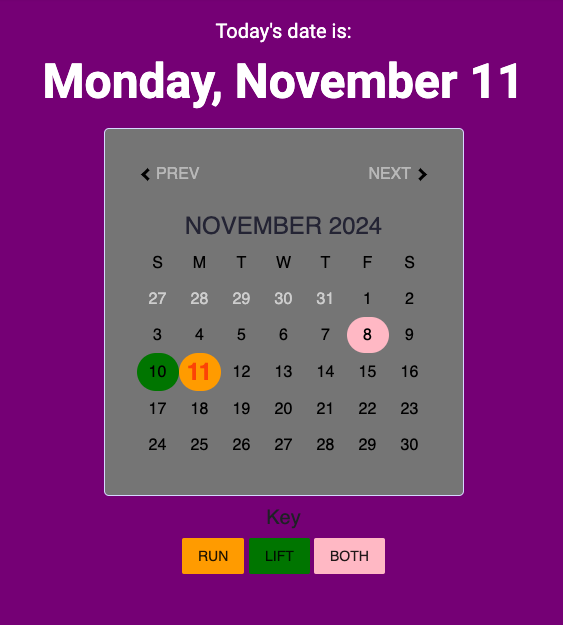 Today's date is:
Monday, November 11
PREV NEXT
NOVEMBER 2024
S M T W T F S
27 28 29 30 31 1 2
3 4 5 6 7 8 9
10 11 12 13 14 15 16
17 18 19 20 21 22 23
24 25 26 27 28 29 30
Key
RUN LIFT BOTH